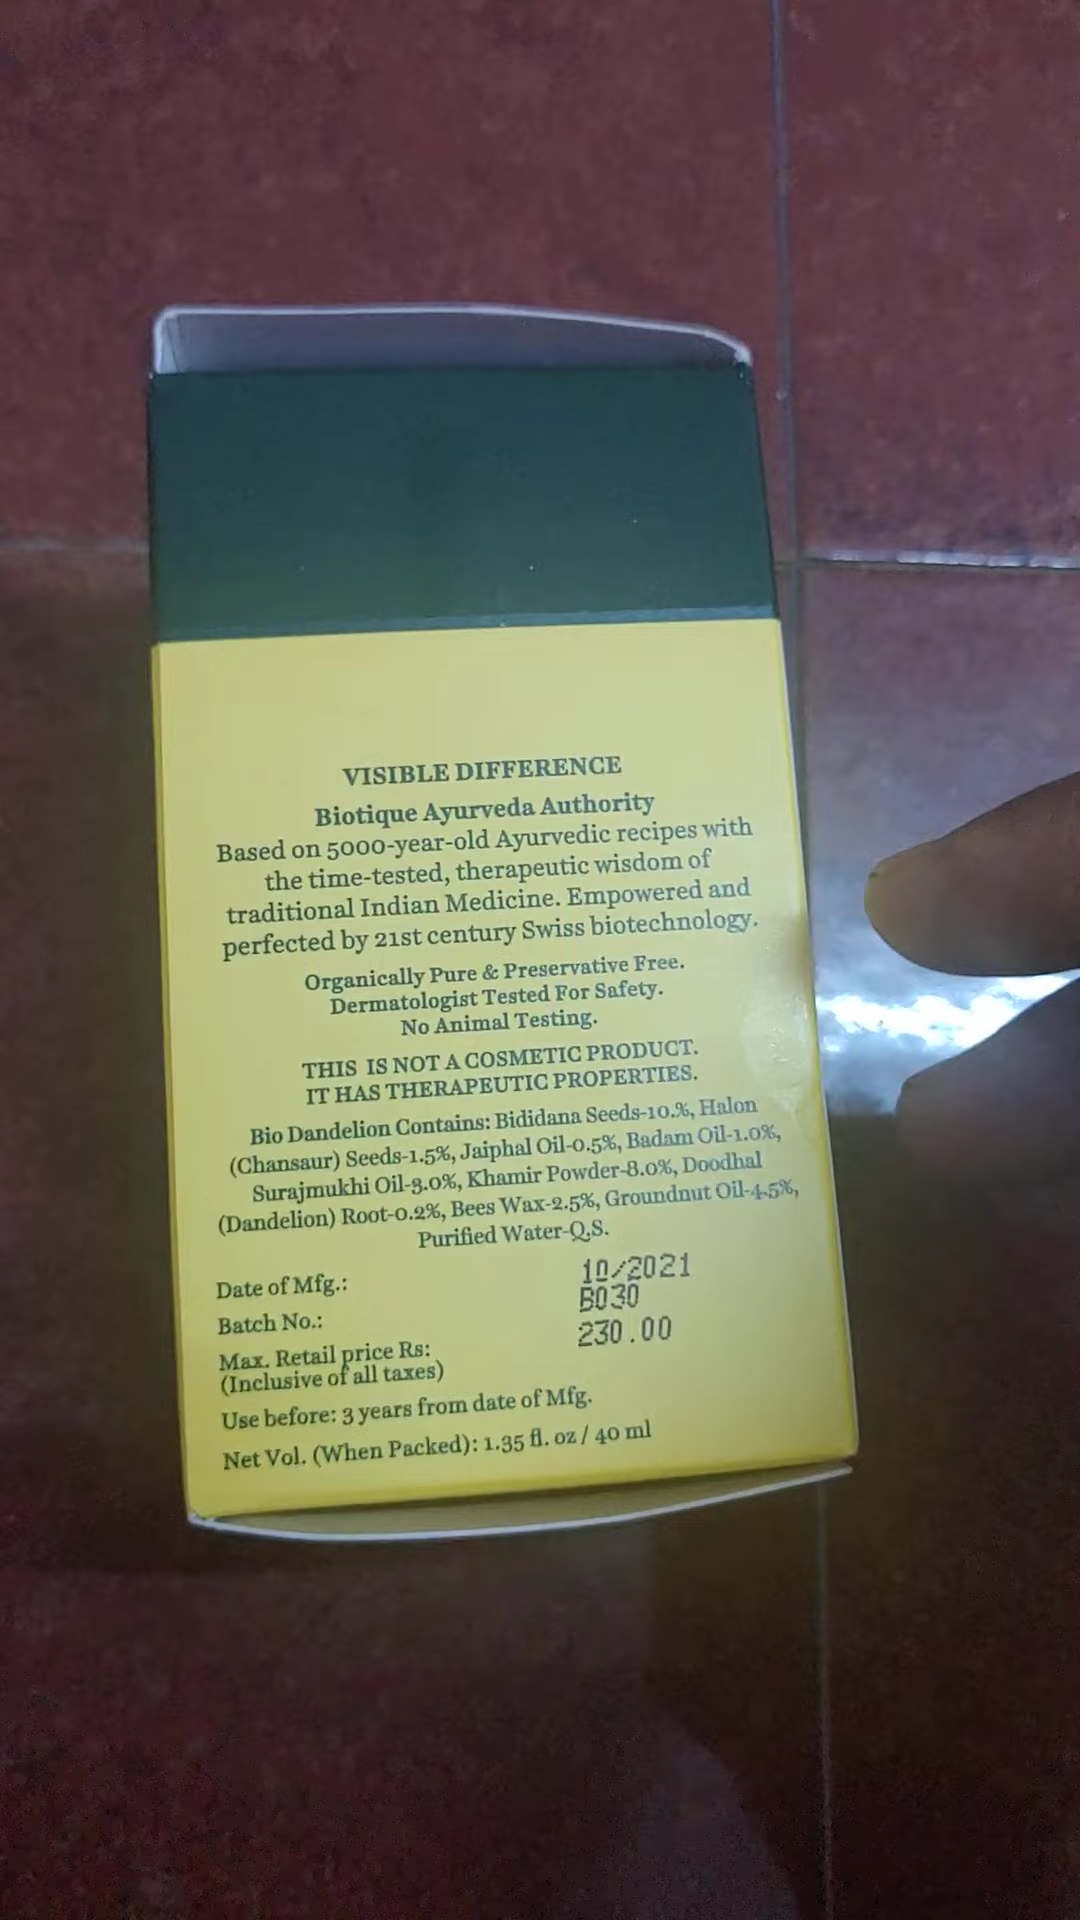 VISIBLE DIFFERENCE
Biotique Ayurveda Authority
Based on 5000-year-old Ayurvedic recipes with
the time-tested, therapeutic wisdom of
traditional Indian Medicine. Empowered and
perfected by 21st century Swiss biotechnology.
Organically Pure & Preservative Free.
Dermatologist Tested For Safety.
No Animal Testing.
THIS IS NOT A COSMETIC PRODUCT.
IT HAS THERAPEUTIC PROPERTIES.
Bio Dandelion Contains: Bididana Seeds-10.%, Halon
(Chansaur) Seeds-1.5%, Jaiphal Oil-0.5%, Badam Oil-1.0%,
Surajmukhi Oil-3.0%, Khamir Powder-8.0%, Doodhal
(Dandelion) Root-0.2%, Bees Wax-2.5%, Groundnut Oil-4.5%,
Purified Water-Q.S.
Date of Mfg.: 10/2021
Batch No.: B030
Max. Retail price Rs: 230.00
(Inclusive of all taxes)
Use before: 3 years from date of Mfg.
Net Vol. (When Packed): 1.35 fl. oz / 40 ml